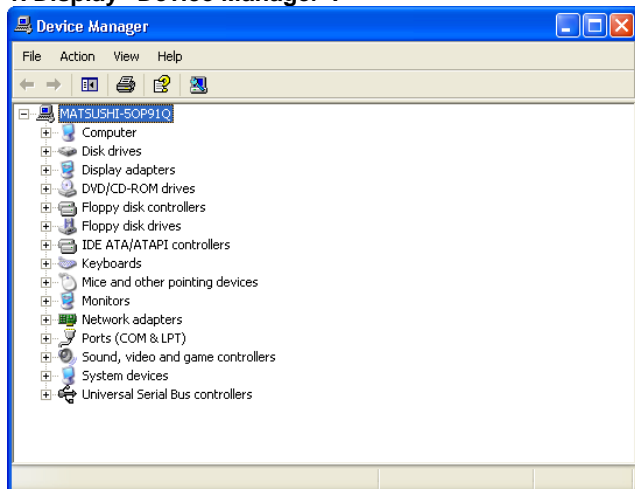 Device Manager
File Action View Help
MATSUSHI-5OP91Q
Computer
Disk drives
Display adapters
DVD/CD-ROM drives
Floppy disk controllers
Floppy disk drives
IDE ATA/ATAPI controllers
Keyboards
Mice and other pointing devices
Monitors
Network adapters
Ports (COM & LPT)
Sound, video and game controllers
System devices
Universal Serial Bus controllers